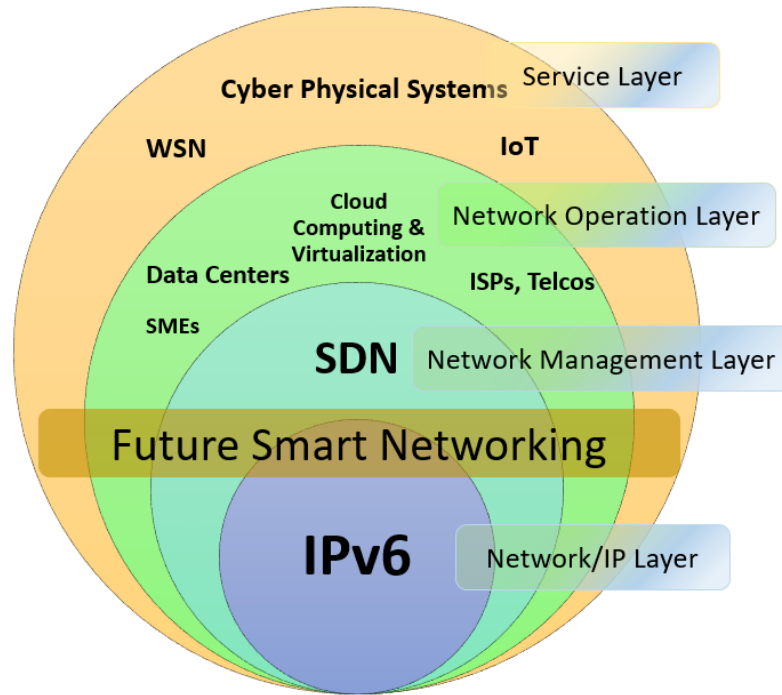 Cyber Physical Systems
Service Layer
WSN
IoT
Cloud
Computing &
Virtualization
Network Operation Layer
Data Centers
ISPs, Telcos
SMEs
SDN
Network Management Layer
Future Smart Networking
IPv6
Network/IP Layer